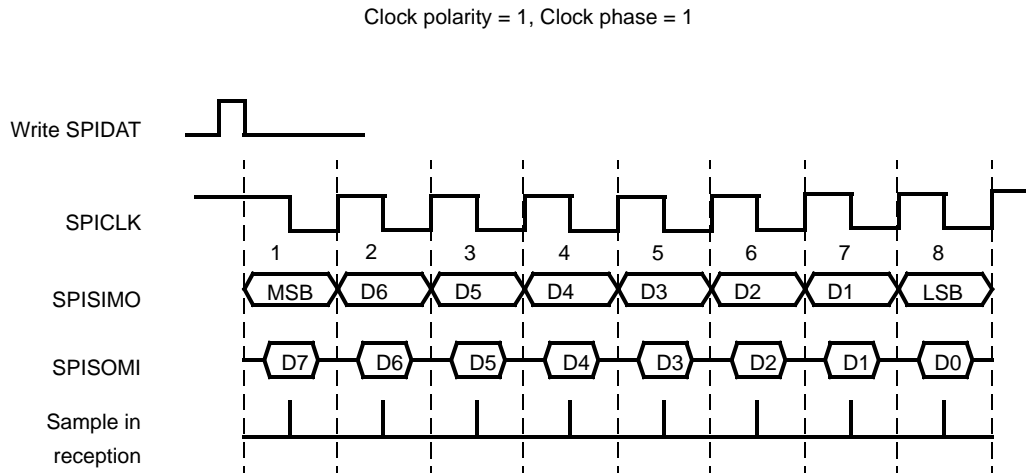 Clock polarity = 1, Clock phase = 1
Write SPIDAT
SPICLK
1 2 3 4 5 6 7 8
SPISIMO MSB D6 D5 D4 D3 D2 D1 LSB
SPISOMI D7 D6 D5 D4 D3 D2 D1 D0
Sample in
reception